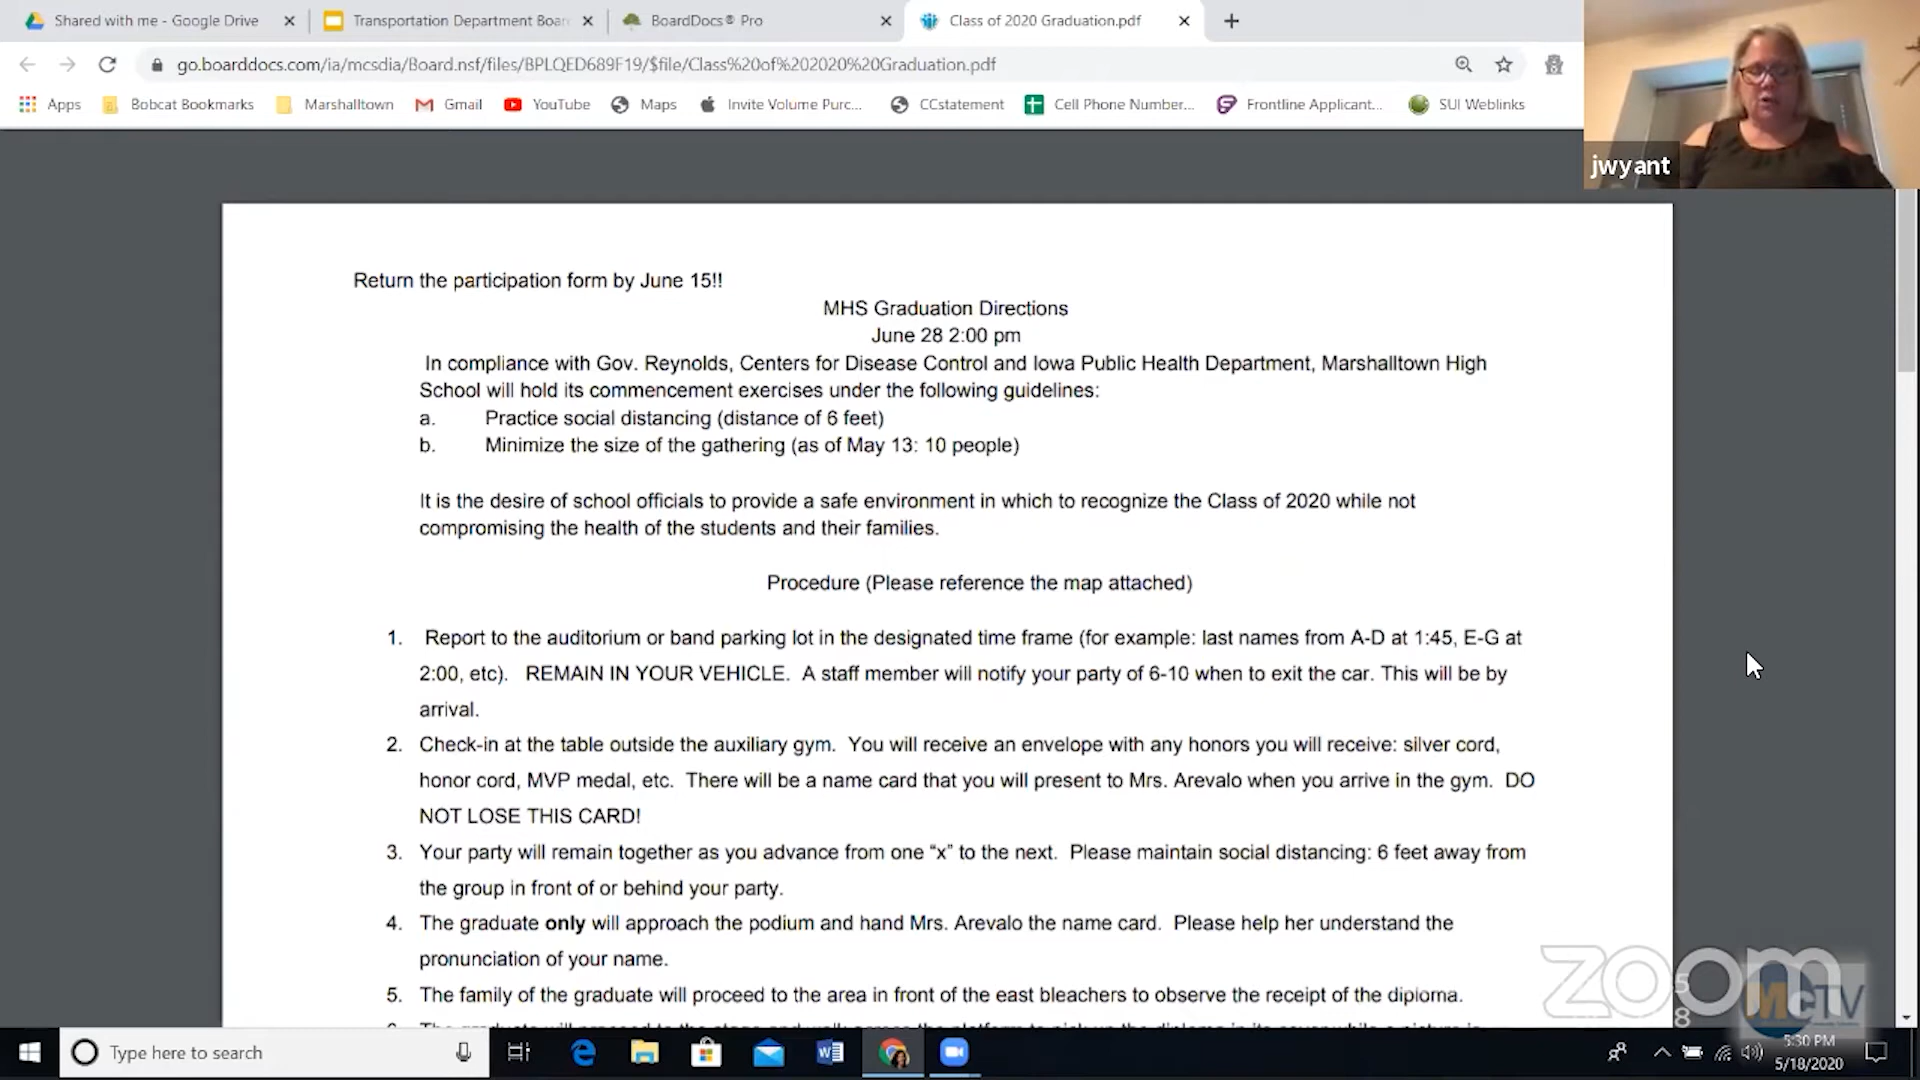 Shared with me - Google Drive
Transportation Department Boar
BoardDocs® Pro
Class of 2020 Graduation.pdf
go.boarddocs.com/ia/mcsdia/Board.nsf/files/BPLQED689F19/$file/Class%20of%202020%20Graduation.pdf
Apps
Bobcat Bookmarks
Marshalltown
Gmail
YouTube
Maps
Invite Volume Purc...
CCstatement
Cell Phone Number...
Frontline Applicant...
SUI Weblinks
jwyant
Return the participation form by June 15!!
MHS Graduation Directions
June 28 2:00 pm
In compliance with Gov. Reynolds, Centers for Disease Control and Iowa Public Health Department, Marshalltown High
School will hold its commencement exercises under the following guidelines:
a. Practice social distancing (distance of 6 feet)
b. Minimize the size of the gathering (as of May 13: 10 people)
It is the desire of school officials to provide a safe environment in which to recognize the Class of 2020 while not
compromising the health of the students and their families.
Procedure (Please reference the map attached)
1. Report to the auditorium or band parking lot in the designated time frame (for example: last names from A-D at 1:45, E-G at
2:00, etc). REMAIN IN YOUR VEHICLE. A staff member will notify your party of 6-10 when to exit the car. This will be by
arrival.
2. Check-in at the table outside the auxiliary gym. You will receive an envelope with any honors you will receive: silver cord,
honor cord, MVP medal, etc. There will be a name card that you will present to Mrs. Arevalo when you arrive in the gym. DO
NOT LOSE THIS CARD!
3. Your party will remain together as you advance from one “x” to the next. Please maintain social distancing: 6 feet away from
the group in front of or behind your party.
4. The graduate only will approach the podium and hand Mrs. Arevalo the name card. Please help her understand the
pronunciation of your name.
5. The family of the graduate will proceed to the area in front of the east bleachers to observe the receipt of the diploma.
zoom
58
McTV
Type here to search
5:30 PM
5/18/2020